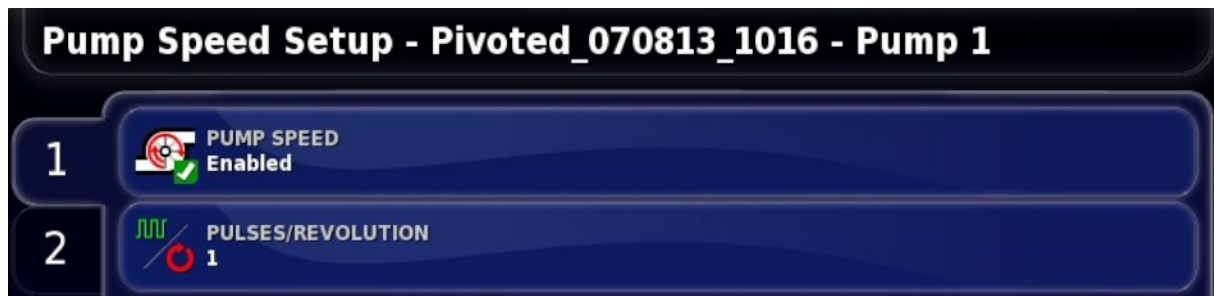 Pump Speed Setup - Pivoted_070813_1016 - Pump 1
1
PUMP SPEED
Enabled
2
PULSES/REVOLUTION
1